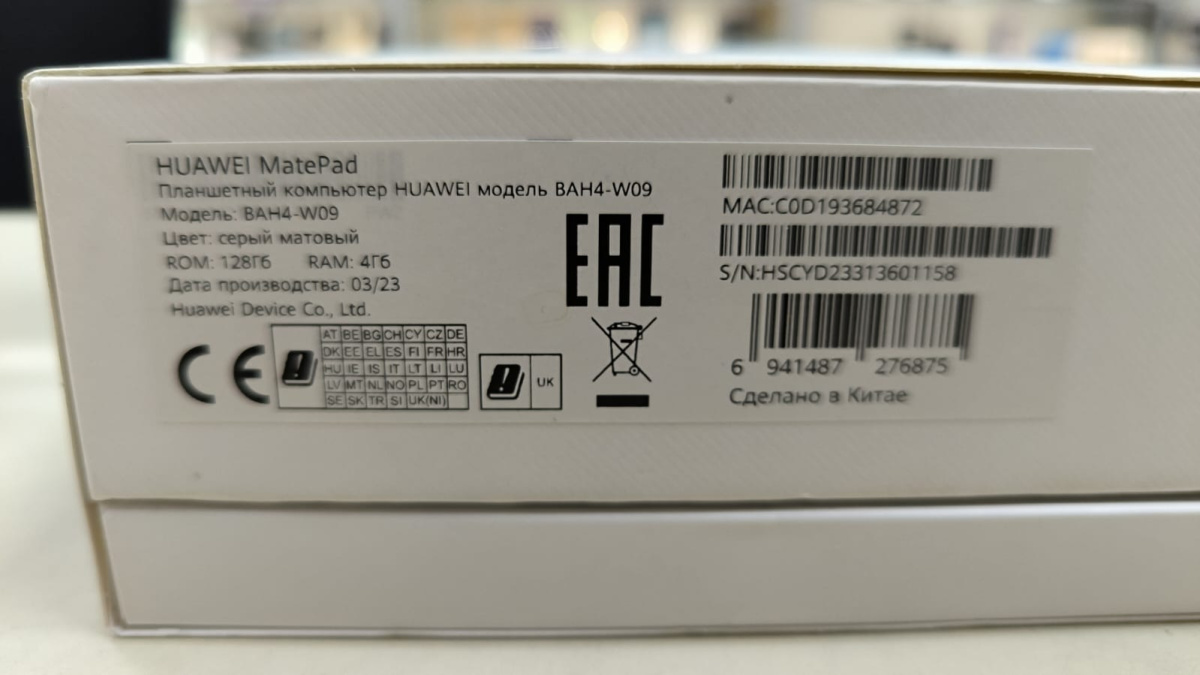 HUAWEI MatePad
Планшетный компьютер HUAWEI модель BAH4-W09
Модель: BAH4-W09
Цвет: серый матовый
ROM: 128Гб RAM: 4Гб
Дата производства: 03/23
Huawei Device Co., Ltd.
CE
AT BE BG CH CY CZ DE
DK EE EL ES FI FR HR
HU IE IS IT LT LI LU
LV MT NL NO PL PT RO
SE SK TR SI UK(NI)
UK
EAC
MAC:C0D193684872
S/N:HSCYD23313601158
6 941487 276875
Сделано в Китае